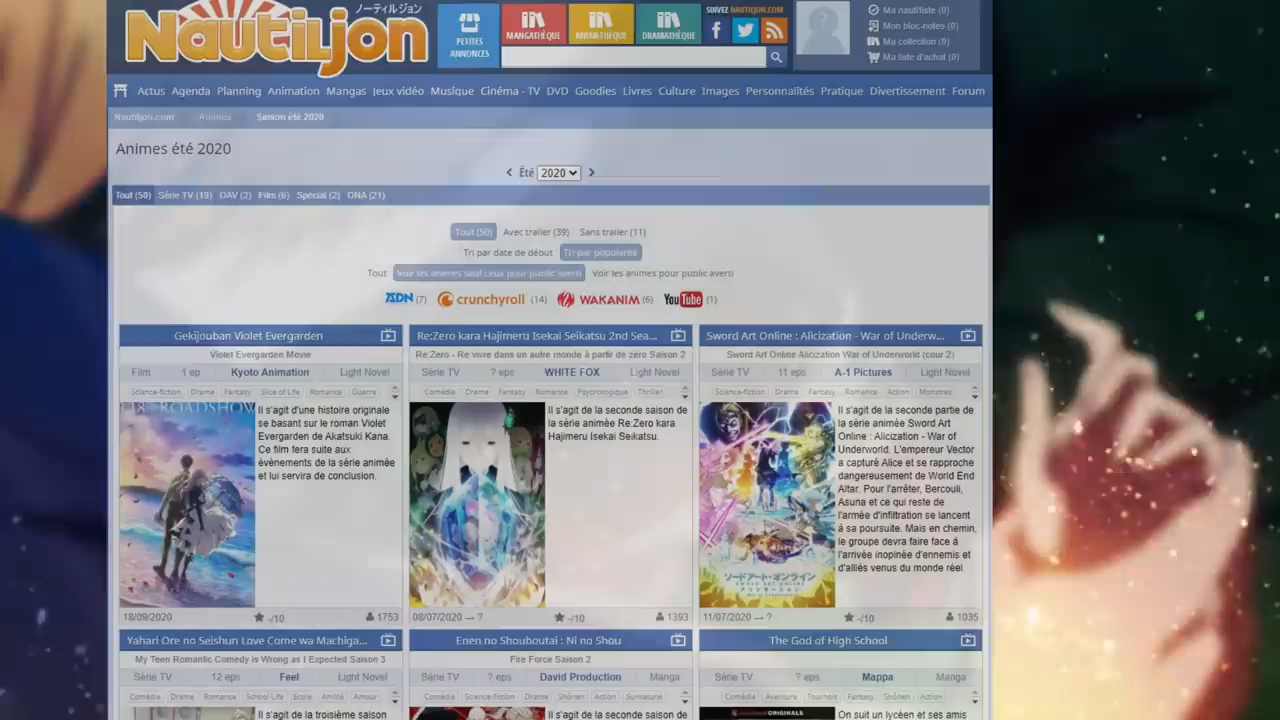 ノーティルジョン
Nautiljon
PETITES
ANNONCES
MANGATHÈQUE
ANIMETHÈQUE
DRAMATHÈQUE
SUIVEZ NAUTILJON.COM
Ma nautiliste (0)
Mon bloc-notes (0)
Ma collection (0)
Ma liste d'achat (0)
Actus Agenda Planning Animation Mangas Jeux vidéo Musique Cinéma - TV DVD Goodies Livres Culture Images Personnalités Pratique Divertissement Forum
Nautiljon.com Animes Saison été 2020
Animes été 2020
Été 2020
Tout (50) Série TV (19) OAV (2) Film (6) Spécial (2) ONA (21)
Tout (50) Avec trailer (39) Sans trailer (11)
Tri par date de début Tri par popularité
Tout Voir les animes sauf ceux pour public averti Voir les animes pour public averti
ADN (7) crunchyroll (14) WAKANIM (6) YouTube (1)
Gekijouban Violet Evergarden
Violet Evergarden Movie
Film 1 ep Kyoto Animation Light Novel
Science-fiction Drame Fantasy Slice of Life Romance Guerre
ROADSHOW
Il s'agit d'une histoire originale
se basant sur le roman Violet
Evergarden de Akatsuki Kana.
Ce film fera suite aux
évènements de la série animée
et lui servira de conclusion.
18/09/2020 -/10 1753
Re:Zero kara Hajimeru Isekai Seikatsu 2nd Sea...
Re:Zero - Re vivre dans un autre monde à partir de zéro Saison 2
Série TV ? eps WHITE FOX Light Novel
Comédie Drame Fantasy Romance Psychologique Thriller
Il s'agit de la seconde saison de
la série animée Re:Zero kara
Hajimeru Isekai Seikatsu.
08/07/2020 → ? -/10 1393
Sword Art Online : Alicization - War of Underw...
Sword Art Online Alicization War of Underworld (cour 2)
Série TV 11 eps A-1 Pictures Light Novel
Science-fiction Drame Fantasy Romance Action Monstres
ソードアート・オンライン
Il s'agit de la seconde partie de
la série animée Sword Art
Online : Alicization - War of
Underworld. L'empereur Vector
a capturé Alice et se rapproche
dangereusement de World End
Altar. Pour l'arrêter, Bercouli,
Asuna et ce qui reste de
l'armée d'infiltration se lancent
à sa poursuite. Mais en chemin,
le groupe devra faire face à
l'arrivée inopinée d'ennemis et
d'alliés venus du monde réel.
11/07/2020 → ? -/10 1035
Yahari Ore no Seishun Love Come wa Machiga...
My Teen Romantic Comedy is Wrong as I Expected Saison 3
Série TV 12 eps Feel Light Novel
Comédie Drame Romance School Life Ecole Amitié Amour
Il s'agit de la troisième saison
Enen no Shouboutai : Ni no Shou
Fire Force Saison 2
Série TV ? eps David Production Manga
Comédie Science-fiction Drame Shônen Action Surnaturel
Il s'agit de la seconde saison de
The God of High School
Série TV ? eps Mappa Manga
Comédie Aventure Tournois Fantasy Shônen Action
ORIGINALS
On suit un lycéen et ses amis